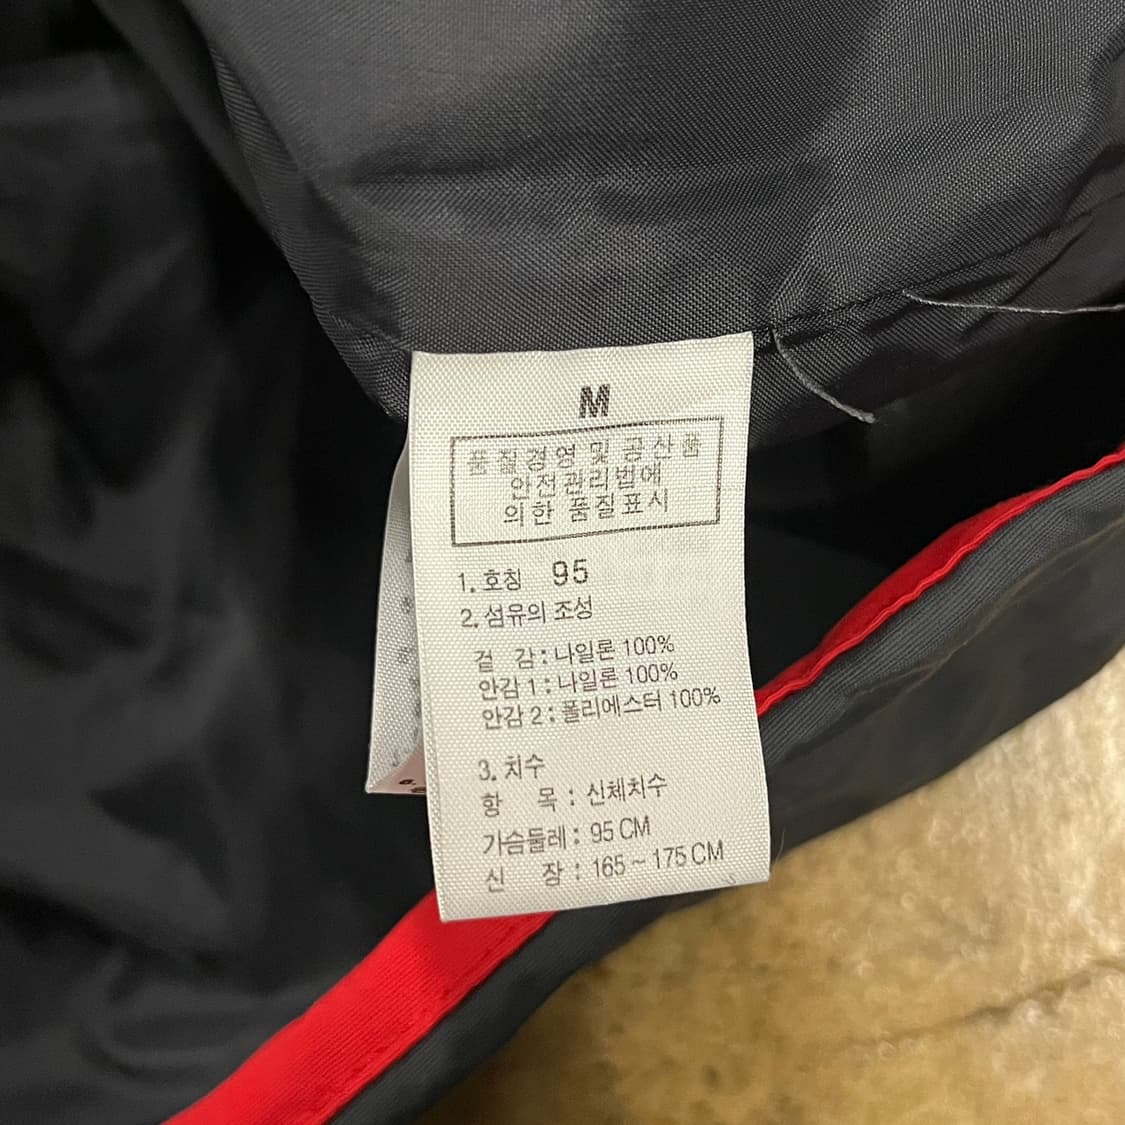 M
품질경영 및 공산품
안전관리법에
의한 품질표시
1. 호칭 95
2. 섬유의 조성
겉 감 : 나일론 100%
안감 1 : 나일론 100%
안감 2 : 폴리에스터 100%
3. 치수
항 목 : 신체치수
가슴둘레 : 95 CM
신 장 : 165 ~ 175 CM